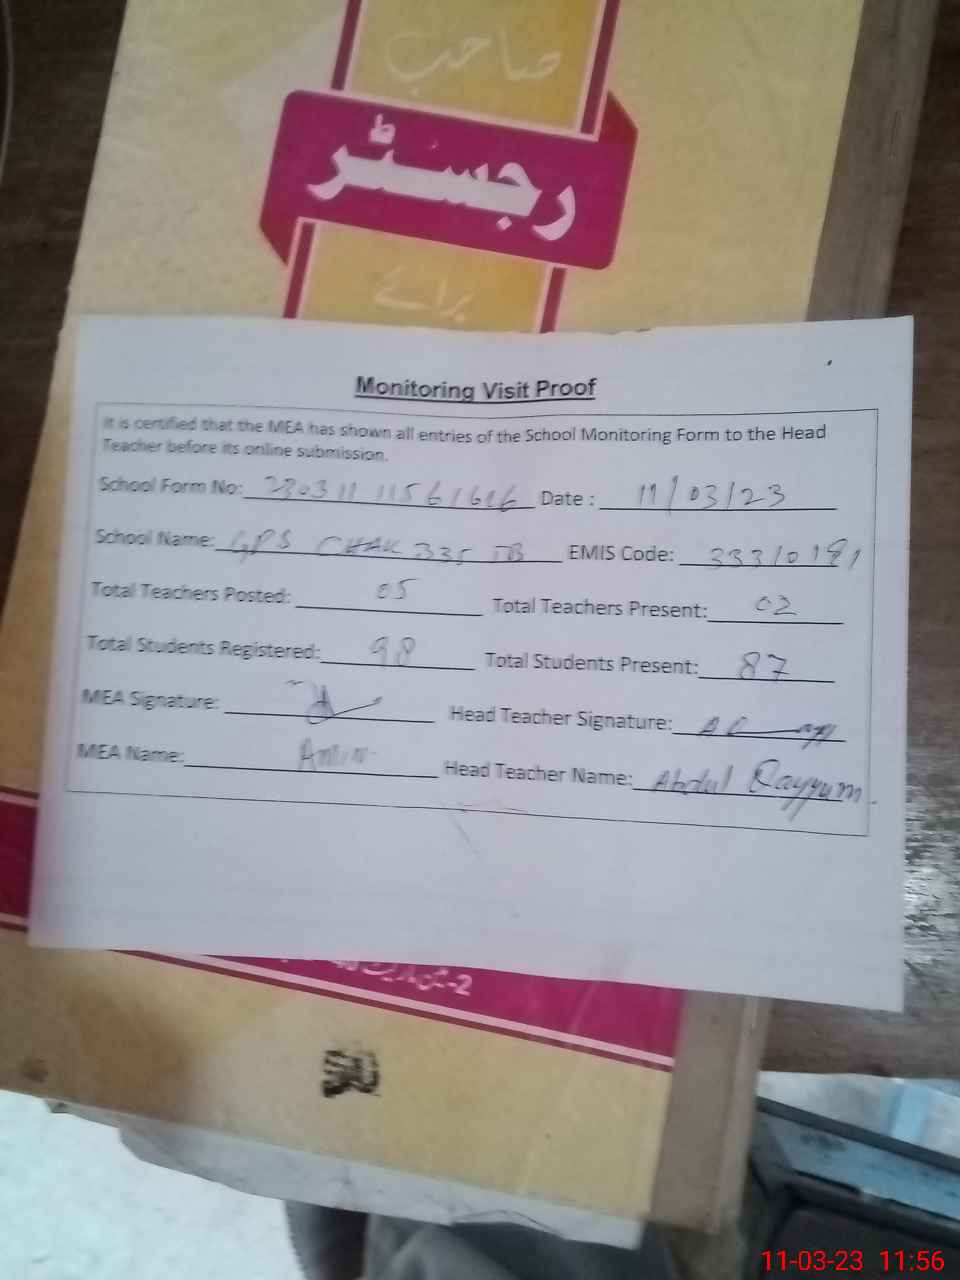 صاحب
رجسٹر
برائے
Monitoring Visit Proof
It is certified that the MEA has shown all entries of the School Monitoring Form to the Head
Teacher before its online submission.
School Form No: 230311 11561616 Date : 11/03/23
School Name: GPS CHAK 335 TB EMIS Code: 33310191
Total Teachers Posted: 05 Total Teachers Present: 02
Total Students Registered: 98 Total Students Present: 87
MEA Signature: Head Teacher Signature:
MEA Name: Amin Head Teacher Name: Abdul Qayyum.
11-03-23 11:56